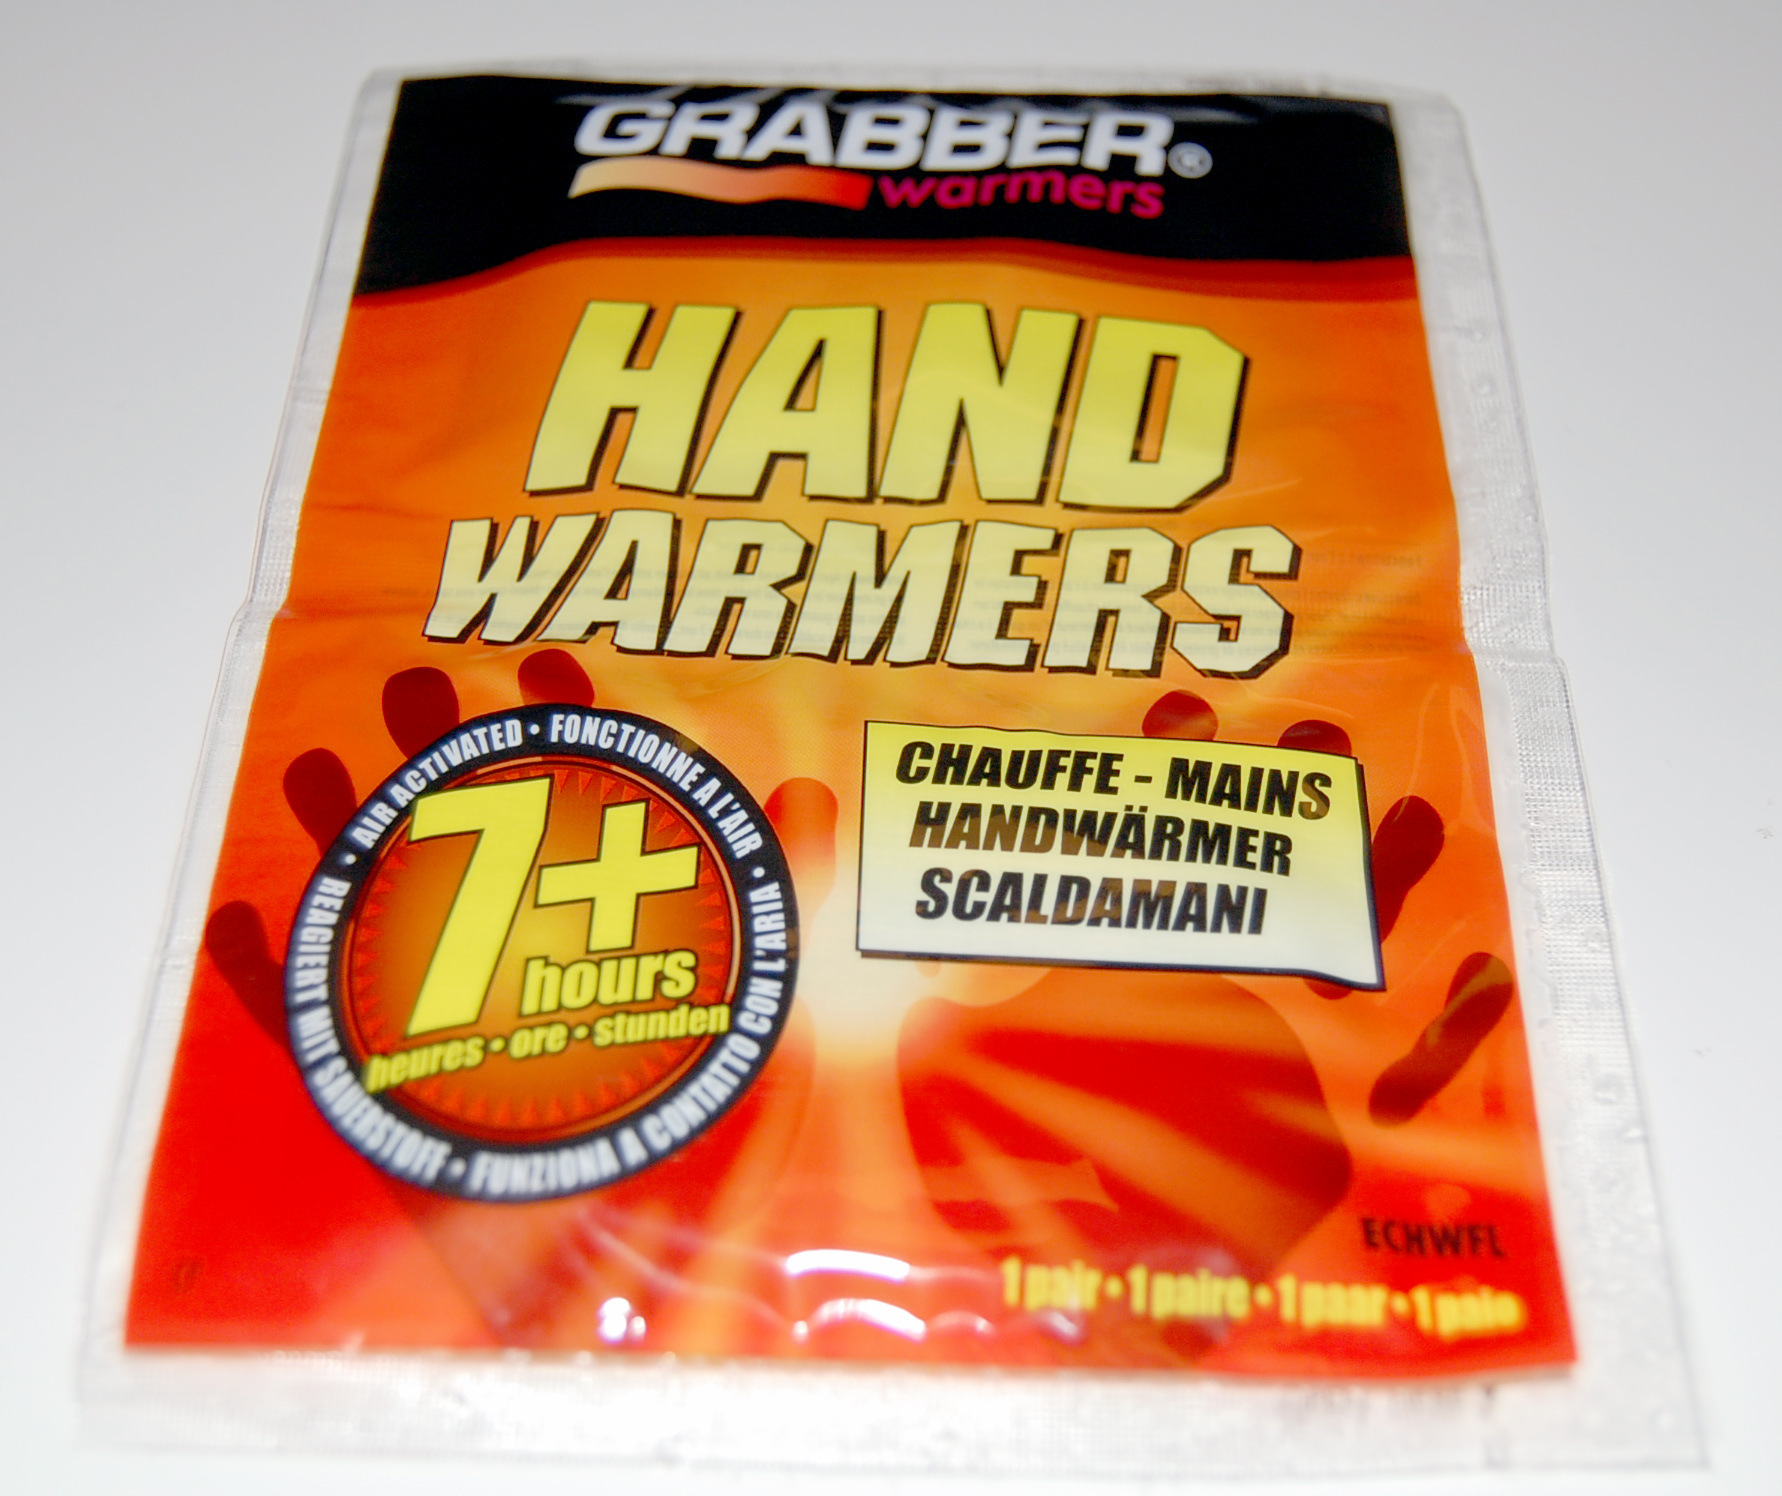 GRABBER®
warmers
HAND
WARMERS
AIR ACTIVATED • FONCTIONNE A L'AIR • FUNZIONA A CONTATTO CON L'ARIA • REAGIERT MIT SAUERSTOFF •
7+
hours
heures • ore • stunden
CHAUFFE - MAINS
HANDWÄRMER
SCALDAMANI
ECHWFL
1 pair • 1 paire • 1 paar • 1 paio